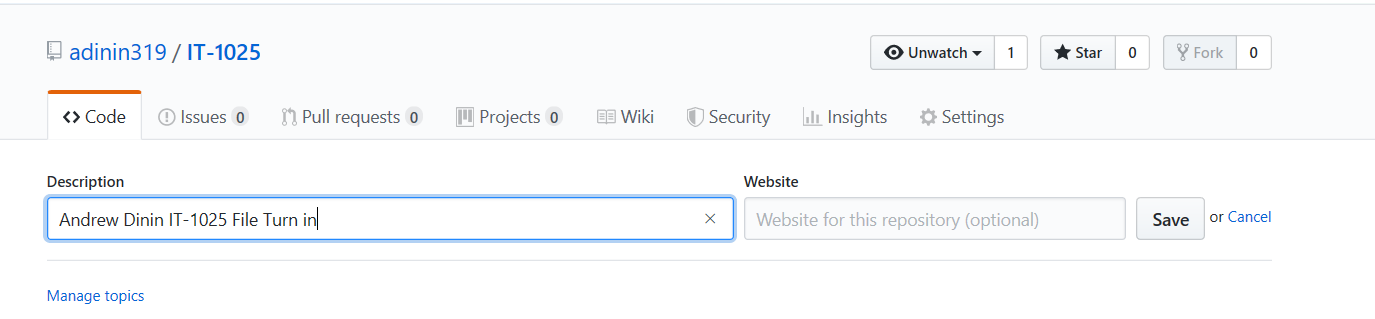 adinin319 / IT-1025
Unwatch 1 Star 0 Fork 0
Code Issues 0 Pull requests 0 Projects 0 Wiki Security Insights Settings
Description Website
Andrew Dinin IT-1025 File Turn in × Website for this repository (optional) Save or Cancel
Manage topics